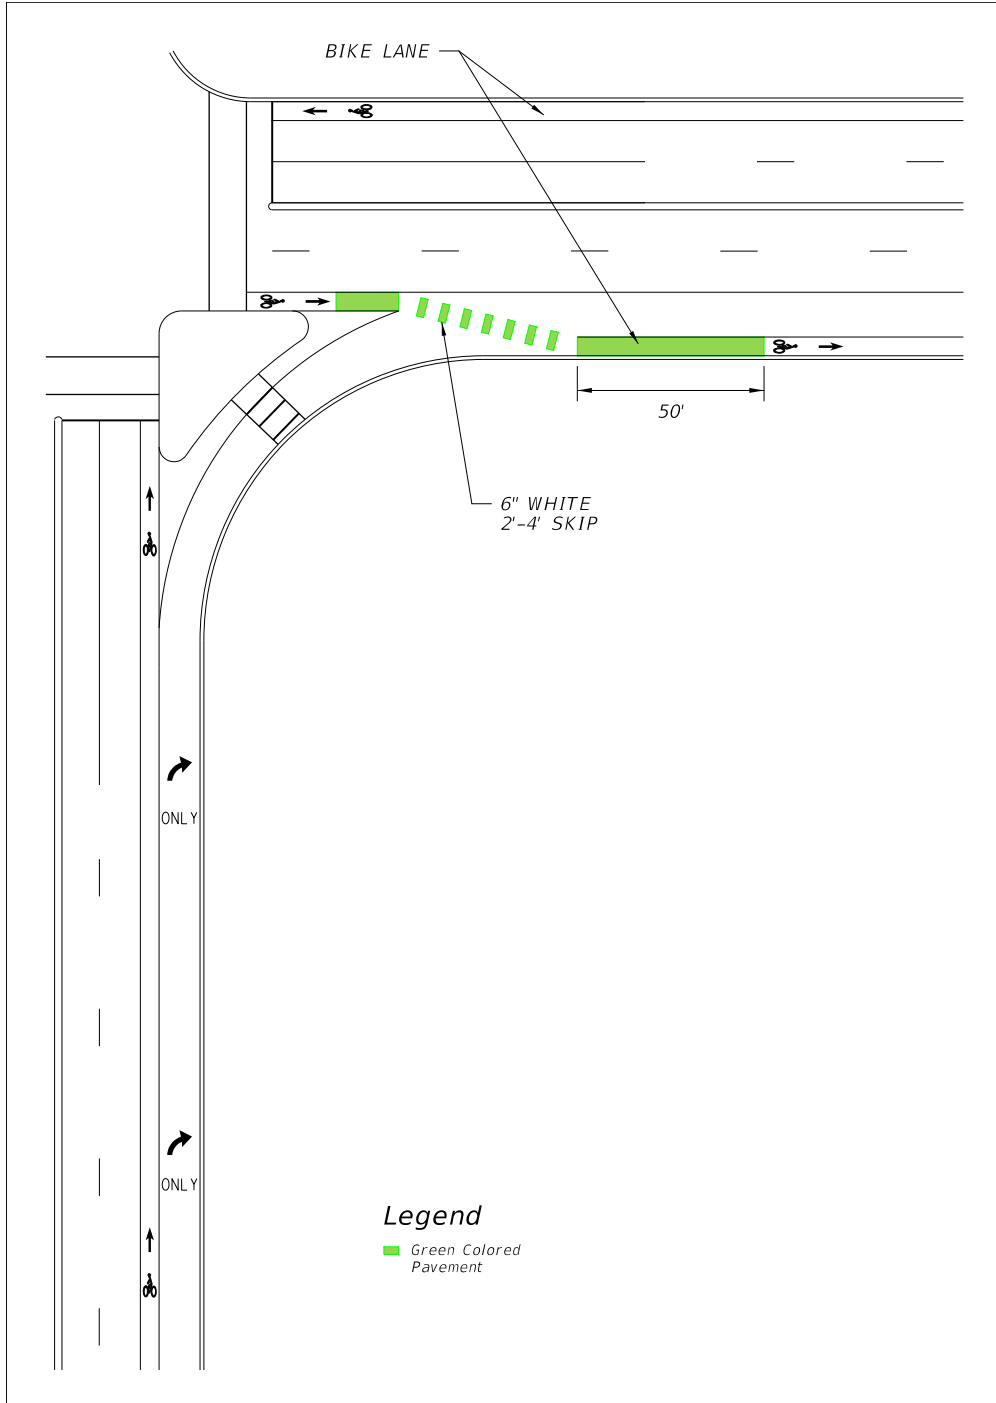 BIKE LANE
50'
6" WHITE
2'-4' SKIP
ONLY
ONLY
Legend
Green Colored
Pavement